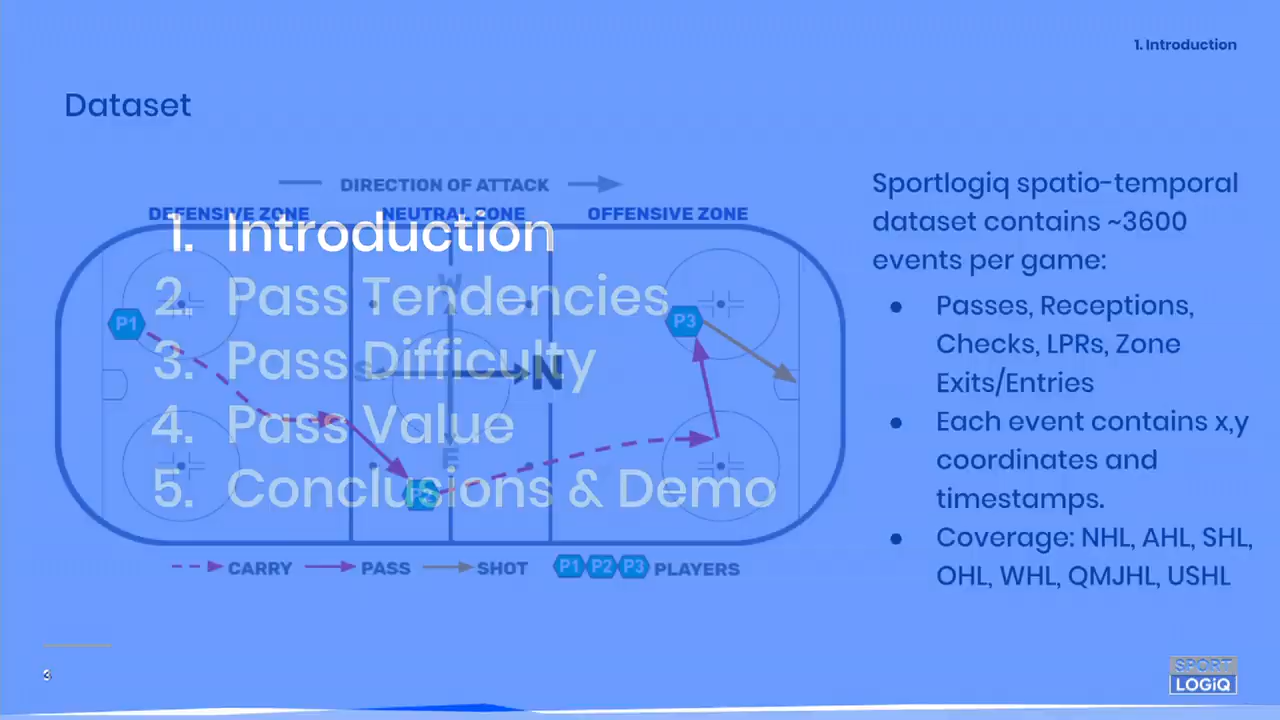 1. Introduction
Dataset
DIRECTION OF ATTACK
DEFENSIVE ZONE NEUTRAL ZONE OFFENSIVE ZONE
1. Introduction
2. Pass Tendencies
3. Pass Difficulty
4. Pass Value
5. Conclusions & Demo
W
S
N
E
P1
P2
P3
CARRY PASS SHOT P1 P2 P3 PLAYERS
Sportlogiq spatio-temporal
dataset contains ~3600
events per game:
● Passes, Receptions,
Checks, LPRs, Zone
Exits/Entries
● Each event contains x,y
coordinates and
timestamps.
● Coverage: NHL, AHL, SHL,
OHL, WHL, QMJHL, USHL
3
SPORT
LOGiQ